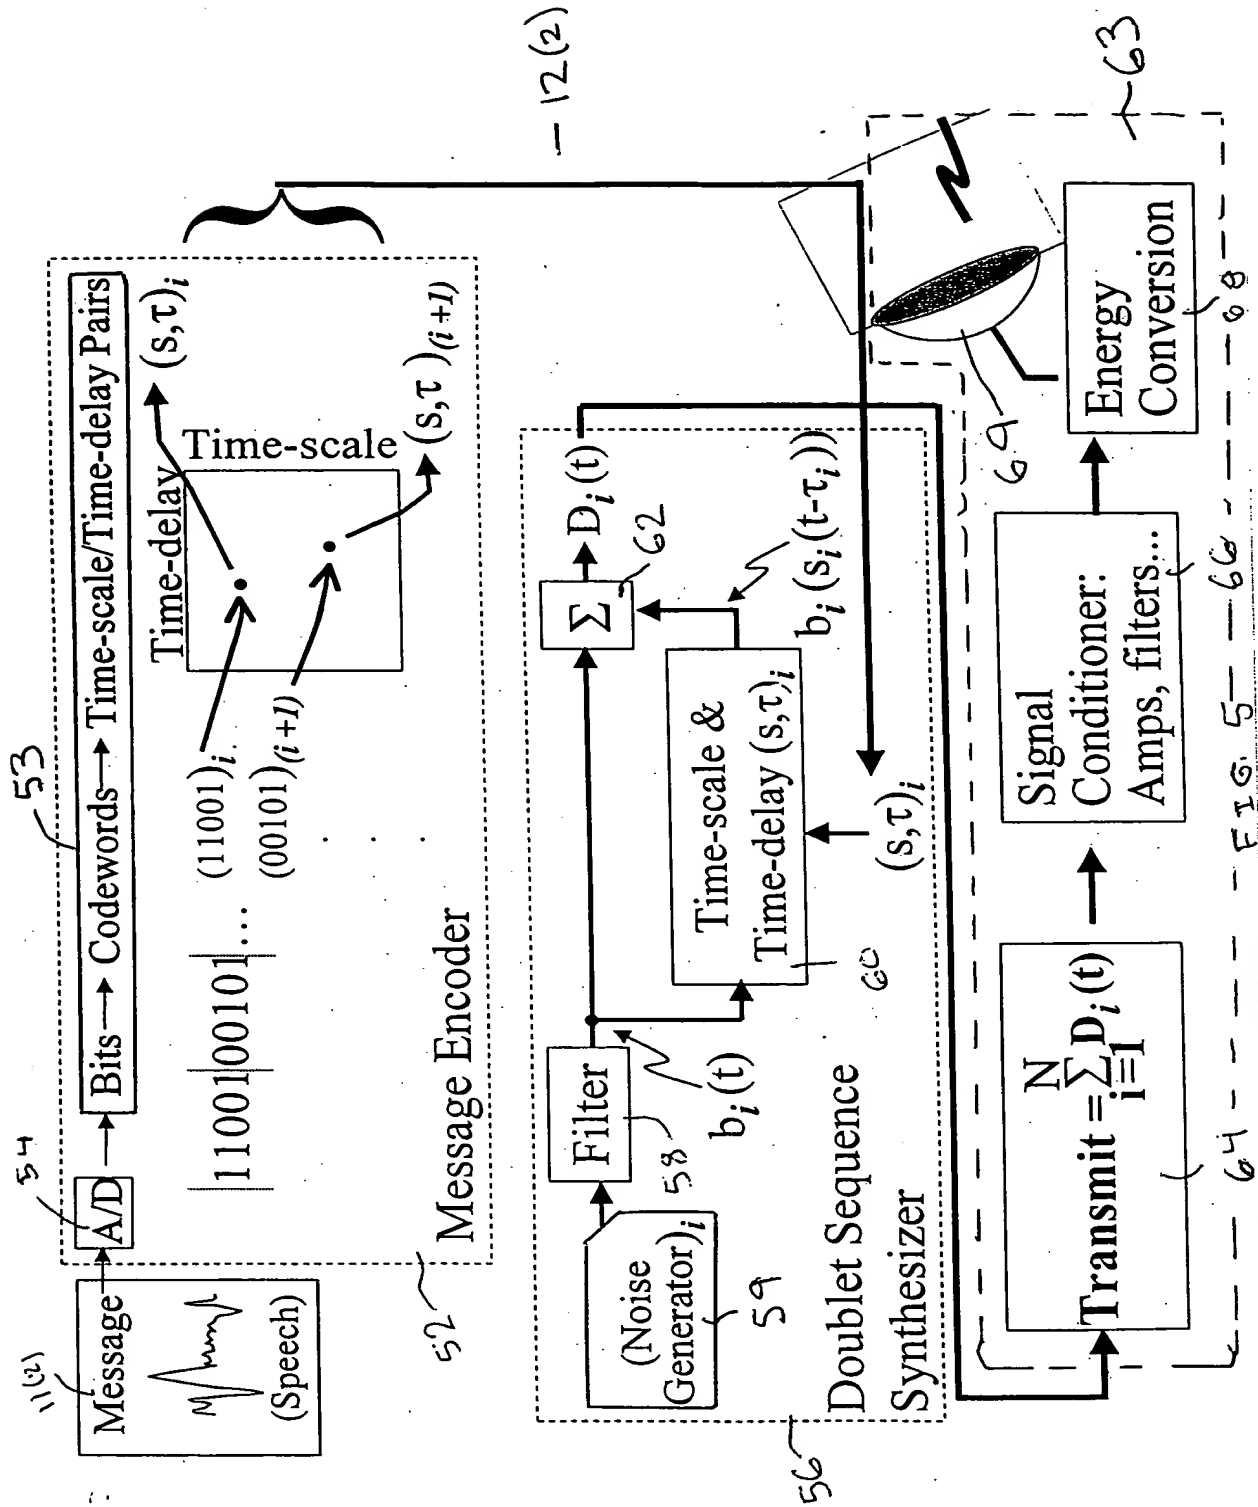 11(2)
Message
(Speech)
54
A/D
53
Bits → Codewords → Time-scale/Time-delay Pairs
11001|00101|...
(11001)i
(00101)(i+1)
Time-delay
Time-scale
(s,τ)i
(s,τ)(i+1)
52
Message Encoder
12(2)
(Noise
Generator)i
59
Filter
58
bi(t)
Time-scale &
Time-delay (s,τ)i
60
(s,τ)i
Σ
62
Di(t)
bi(si(t-τi))
56
Doublet Sequence
Synthesizer
63
69
Transmit = Σ Di(t)
N
i=1
64
Signal
Conditioner:
Amps, filters...
66
Energy
Conversion
68
FIG. 5